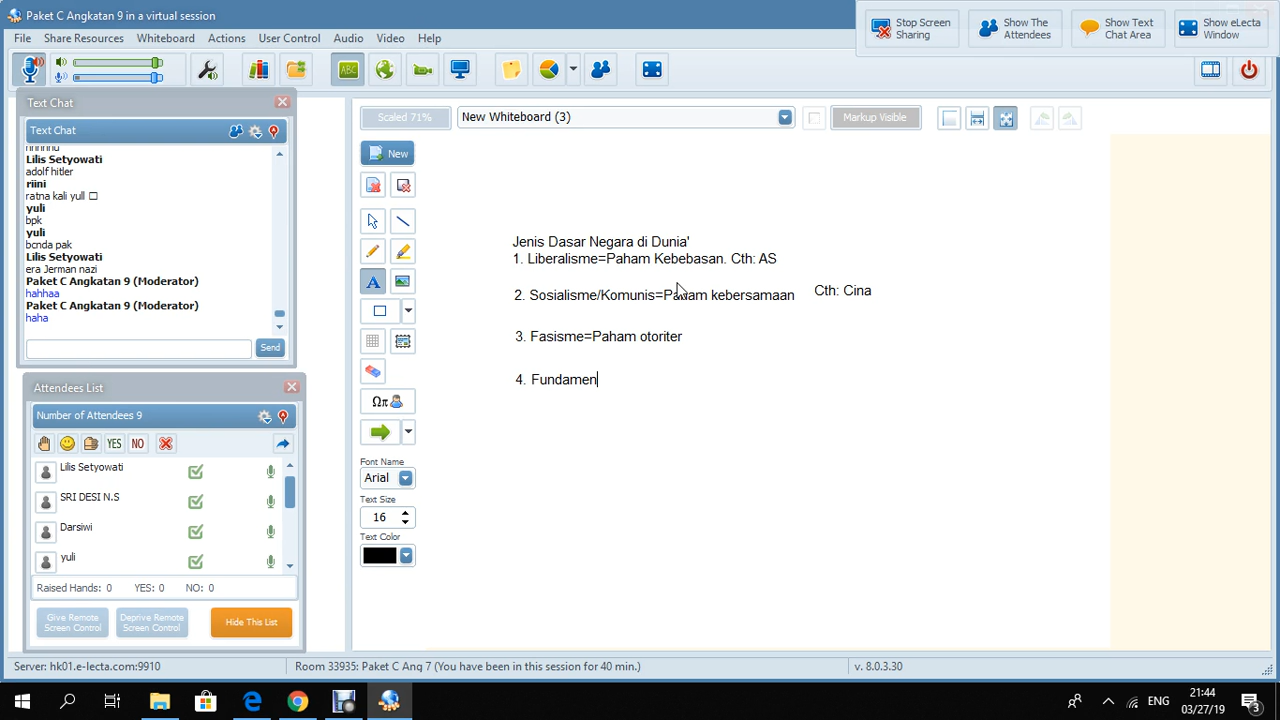 Paket C Angkatan 9 in a virtual session
Stop Screen Sharing
Show The Attendees
Show Text Chat Area
Show eLecta Window
File Share Resources Whiteboard Actions User Control Audio Video Help
ABC
Text Chat
Text Chat
Lilis Setyowati
adolf hitler
riini
ratna kali yull □
yuli
bpk
yuli
bcnda pak
Lilis Setyowati
era Jerman nazi
Paket C Angkatan 9 (Moderator)
hahhaa
Paket C Angkatan 9 (Moderator)
haha
Send
Attendees List
Number of Attendees 9
YES NO
Lilis Setyowati
SRI DESI N.S
Darsiwi
yuli
Raised Hands: 0 YES: 0 NO: 0
Give Remote Screen Control
Deprive Remote Screen Control
Hide This List
Scaled 71%
New Whiteboard (3)
Markup Visible
New
A
Ωπ
Font Name
Arial
Text Size
16
Text Color
Jenis Dasar Negara di Dunia'
1. Liberalisme=Paham Kebebasan. Cth: AS
2. Sosialisme/Komunis=Paham kebersamaan Cth: Cina
3. Fasisme=Paham otoriter
4. Fundamen
Server: hk01.e-lecta.com:9910
Room 33935: Paket C Ang 7 (You have been in this session for 40 min.)
v. 8.0.3.30
ENG
21:44
03/27/19
3